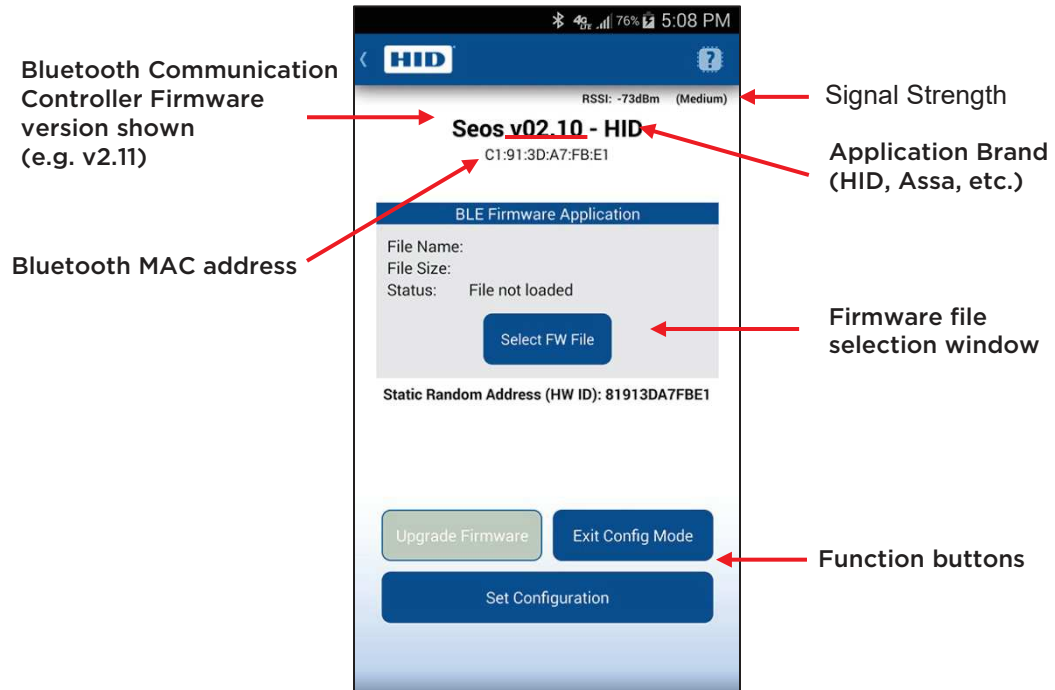 4G LTE 76% 5:08 PM
HID
?
RSSI: -73dBm (Medium)
Seos v02.10 - HID
C1:91:3D:A7:FB:E1
BLE Firmware Application
File Name:
File Size:
Status: File not loaded
Select FW File
Static Random Address (HW ID): 81913DA7FBE1
Upgrade Firmware
Exit Config Mode
Set Configuration
Bluetooth Communication
Controller Firmware
version shown
(e.g. v2.11)
Bluetooth MAC address
Signal Strength
Application Brand
(HID, Assa, etc.)
Firmware file
selection window
Function buttons